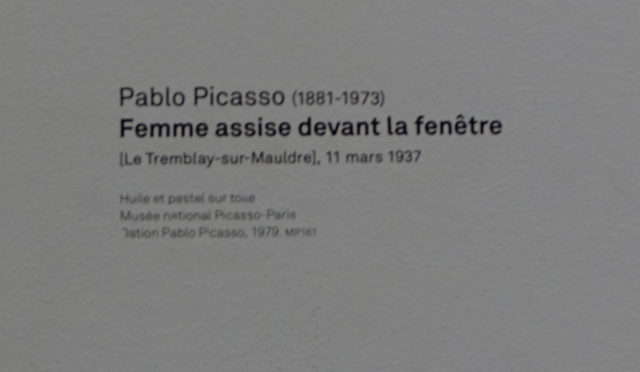 Pablo Picasso (1881-1973)
Femme assise devant la fenêtre
[Le Tremblay-sur-Mauldre], 11 mars 1937
Huile et pastel sur toile
Musée national Picasso-Paris
Dation Pablo Picasso, 1979. MP161